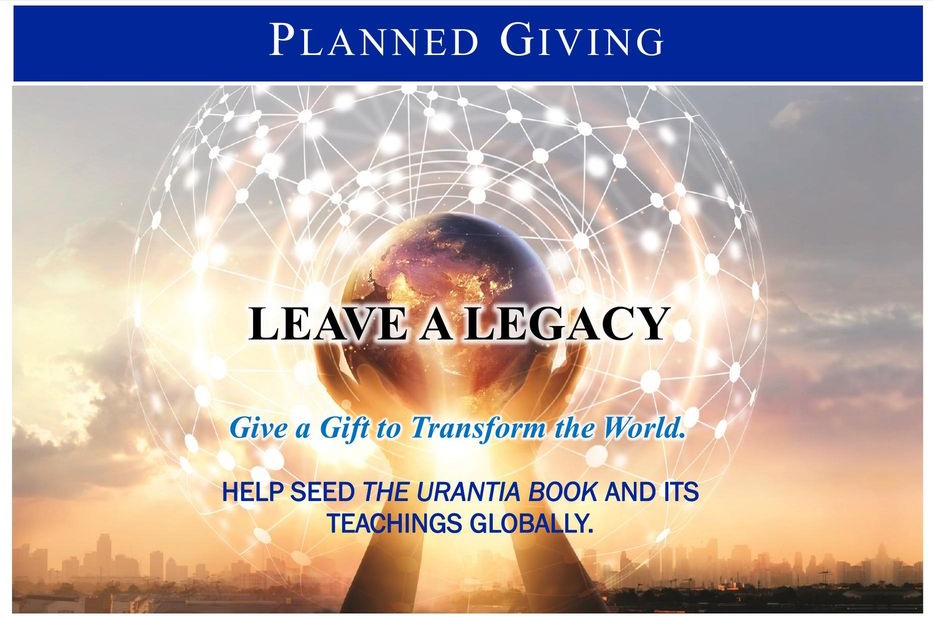 PLANNED GIVING
LEAVE A LEGACY
Give a Gift to Transform the World.
HELP SEED THE URANTIA BOOK AND ITS
TEACHINGS GLOBALLY.